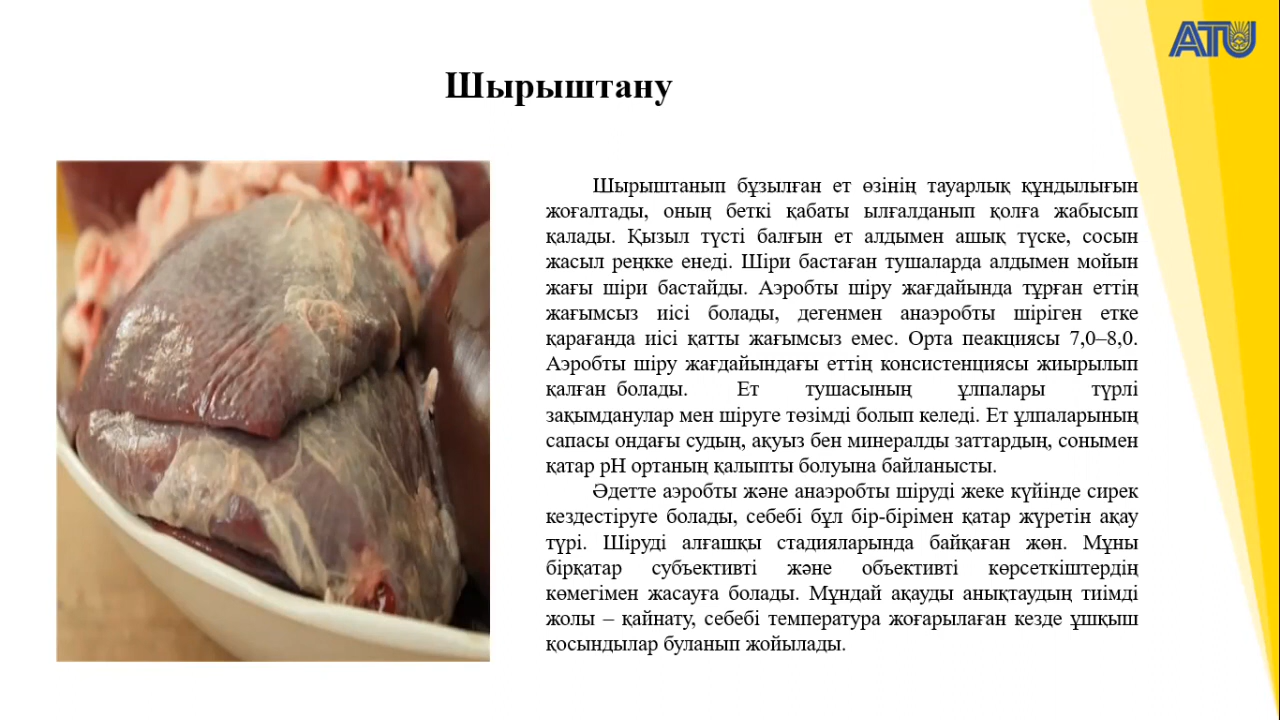 ATU
Шырыштану
Шырыштанып бұзылған ет өзінің тауарлық құндылығын
жоғалтады, оның беткі қабаты ылғалданып қолға жабысып
қалады. Қызыл түсті балғын ет алдымен ашық түске, сосын
жасыл реңкке енеді. Шіри бастаған тушаларда алдымен мойын
жағы шіри бастайды. Аэробты шіру жағдайында тұрған еттің
жағымсыз иісі болады, дегенмен анаэробты шіріген етке
қарағанда иісі қатты жағымсыз емес. Орта пеакциясы 7,0–8,0.
Аэробты шіру жағдайындағы еттің консистенциясы жиырылып
қалған болады. Ет тушасының ұлпалары түрлі
зақымданулар мен шіруге төзімді болып келеді. Ет ұлпаларының
сапасы ондағы судың, ақуыз бен минералды заттардың, сонымен
қатар рН ортаның қалыпты болуына байланысты.
Әдетте аэробты және анаэробты шіруді жеке күйінде сирек
кездестіруге болады, себебі бұл бір-бірімен қатар жүретін ақау
түрі. Шіруді алғашқы стадияларында байқаған жөн. Мұны
бірқатар субъективті және объективті көрсеткіштердің
көмегімен жасауға болады. Мұндай ақауды анықтаудың тиімді
жолы – қайнату, себебі температура жоғарылаған кезде ұшқыш
қосындылар буланып жойылады.